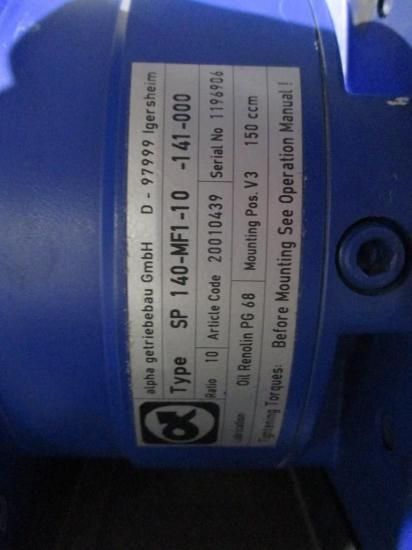 alpha getriebebau GmbH D - 97999 Igersheim
Type SP 140-MF1-10 -141-000
Ratio 10 Article Code 20010439 Serial No 1196906
Lubrication Oil Renolin PG 68 Mounting Pos. V3 150 ccm
Tightening Torques: Before Mounting See Operation Manual !